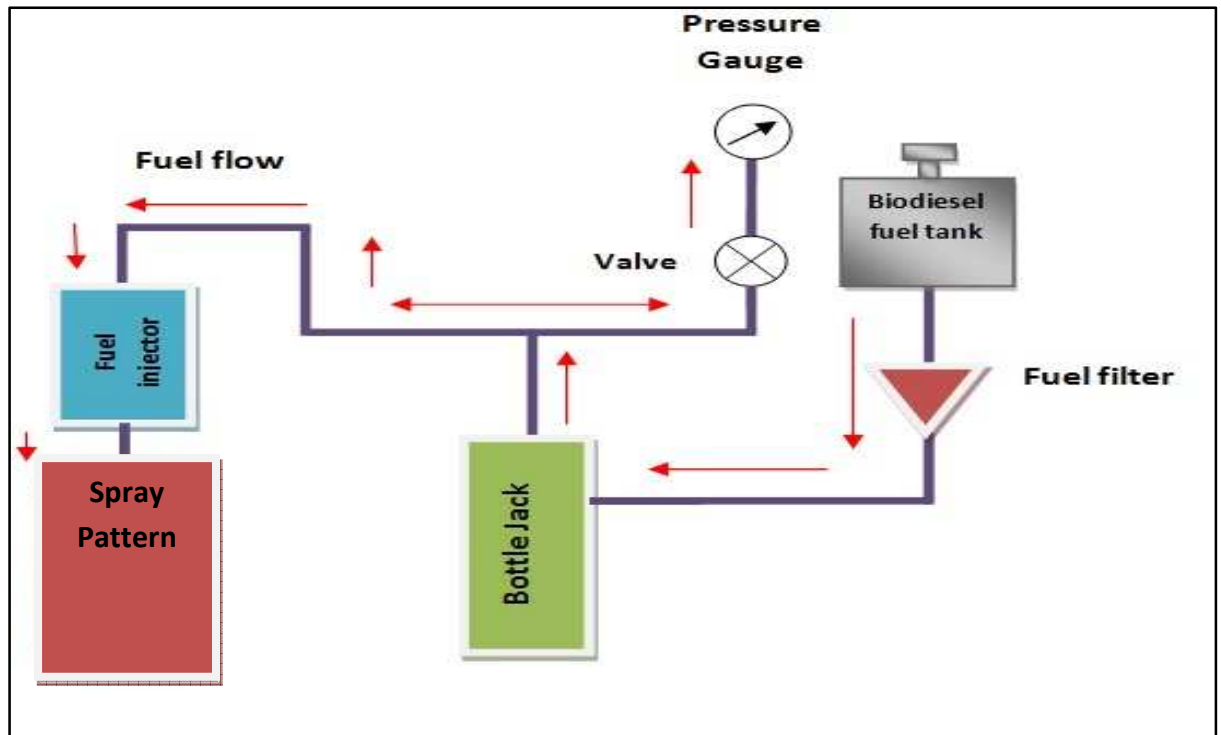 Pressure
Gauge
Fuel flow
Biodiesel
fuel tank
Valve
Fuel
injector
Fuel filter
Spray
Pattern
Bottle Jack